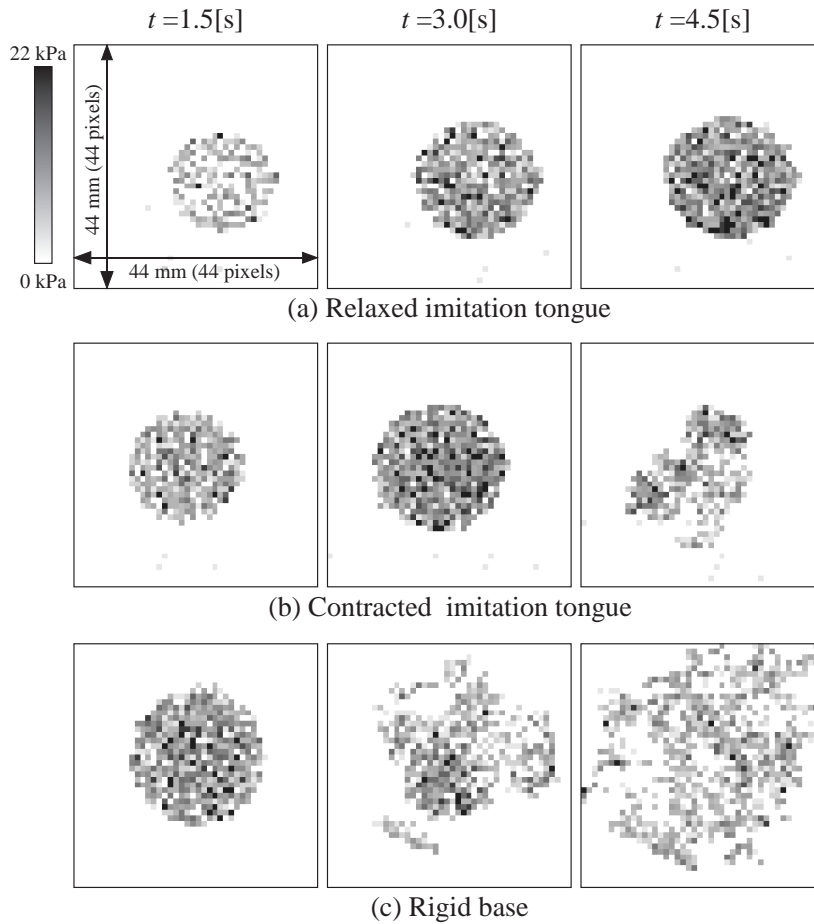 t =1.5[s]
t =3.0[s]
t =4.5[s]
22 kPa
0 kPa
44 mm (44 pixels)
44 mm (44 pixels)
(a) Relaxed imitation tongue
(b) Contracted imitation tongue
(c) Rigid base